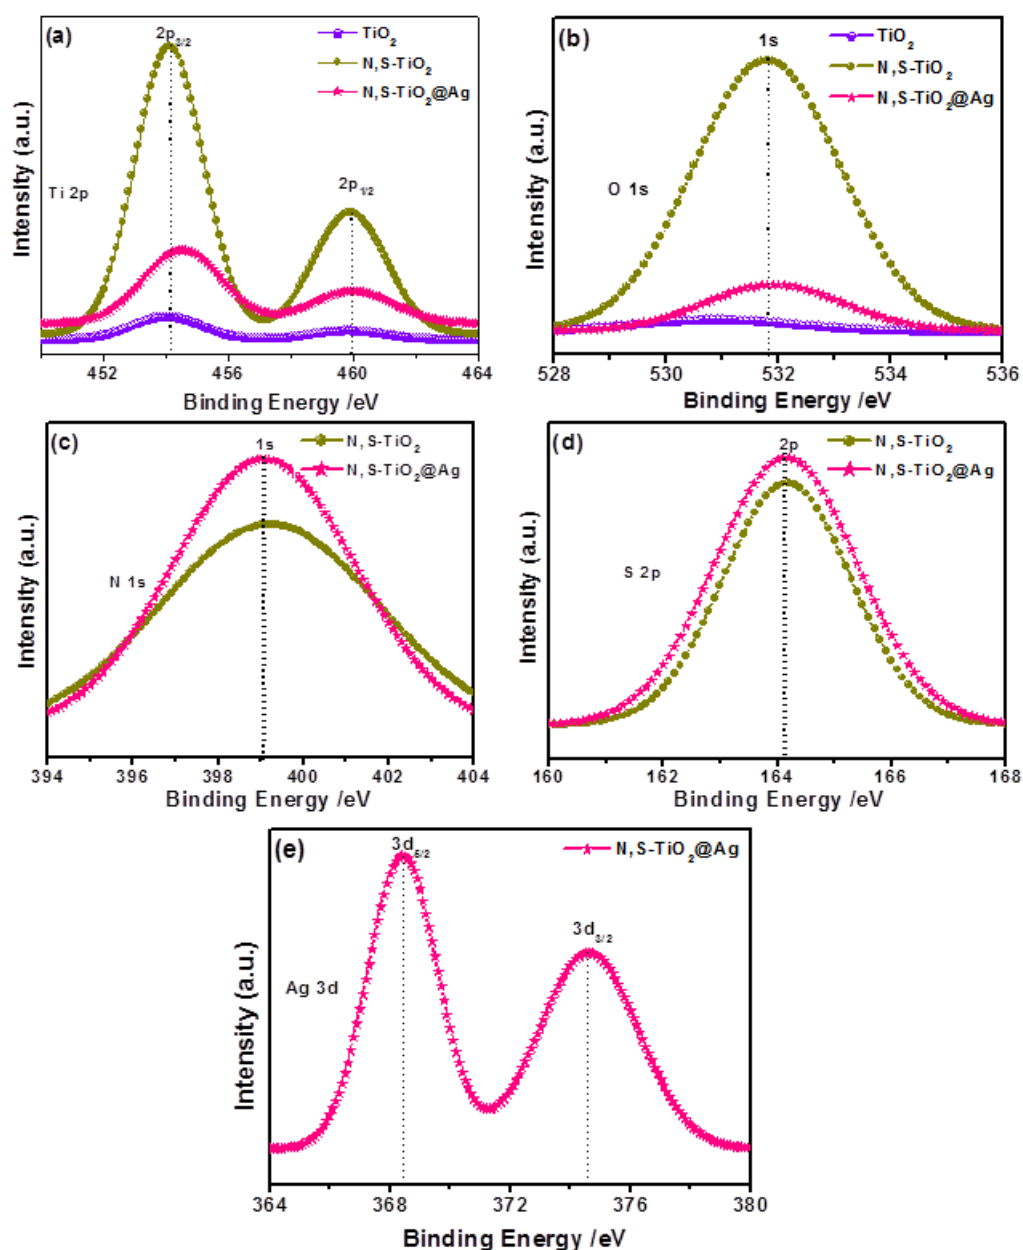 (a)
2p3/2
TiO2
N,S-TiO2
N,S-TiO2@Ag
Ti 2p
2p1/2
Intensity (a.u.)
452 456 460 464
Binding Energy /eV
(b)
1s
TiO2
N,S-TiO2
N,S-TiO2@Ag
O 1s
Intensity (a.u.)
528 530 532 534 536
Binding Energy /eV
(c)
1s
N,S-TiO2
N,S-TiO2@Ag
N 1s
Intensity (a.u.)
394 396 398 400 402 404
Binding Energy /eV
(d)
2p
N,S-TiO2
N,S-TiO2@Ag
S 2p
Intensity (a.u.)
160 162 164 166 168
Binding Energy /eV
(e)
3d5/2
N,S-TiO2@Ag
3d3/2
Ag 3d
Intensity (a.u.)
364 368 372 376 380
Binding Energy /eV